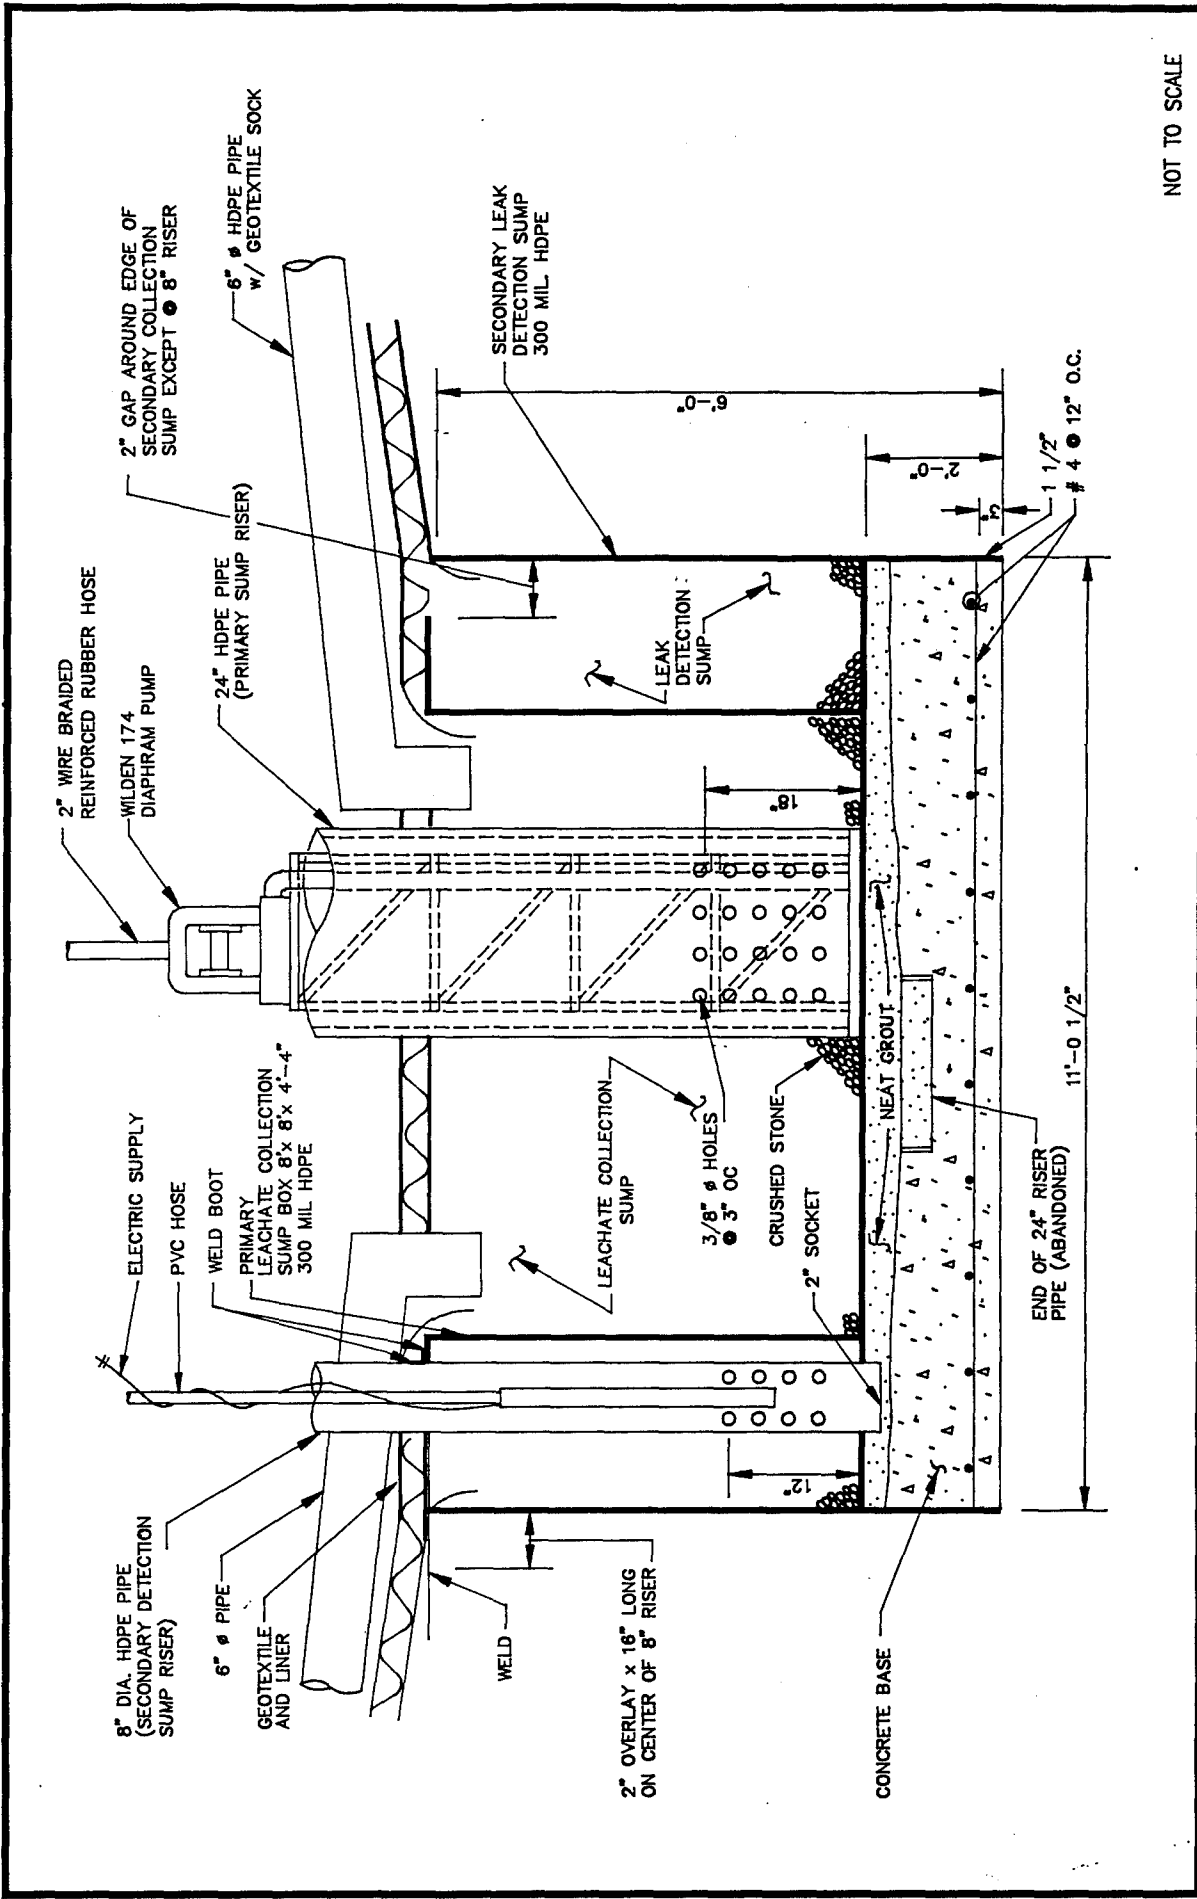 2" WIRE BRAIDED
REINFORCED RUBBER HOSE
WILDEN 174
DIAPHRAM PUMP
24" HDPE PIPE
(PRIMARY SUMP RISER)
2" GAP AROUND EDGE OF
SECONDARY COLLECTION
SUMP EXCEPT @ 8" RISER
6" ø HDPE PIPE
w/ GEOTEXTILE SOCK
ELECTRIC SUPPLY
PVC HOSE
WELD BOOT
PRIMARY
LEACHATE COLLECTION
SUMP BOX 8'x 8'x 4'-4"
300 MIL HDPE
8" DIA. HDPE PIPE
(SECONDARY DETECTION
SUMP RISER)
6" ø PIPE
GEOTEXTILE
AND LINER
WELD
2" OVERLAY x 16" LONG
ON CENTER OF 8" RISER
CONCRETE BASE
12"
2" SOCKET
LEACHATE COLLECTION
SUMP
3/8" ø HOLES
@ 3" OC
CRUSHED STONE
18"
LEAK
DETECTION
SUMP
SECONDARY LEAK
DETECTION SUMP
300 MIL. HDPE
6'-0"
2'-0"
3"
1 1/2"
# 4 @ 12" O.C.
NEAT GROUT
END OF 24" RISER
PIPE (ABANDONED)
11'-0 1/2"
NOT TO SCALE